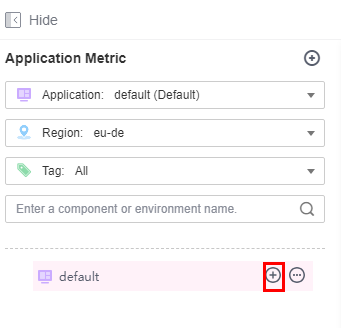 Hide
Application Metric
Application: default (Default)
Region: eu-de
Tag: All
Enter a component or environment name.
default